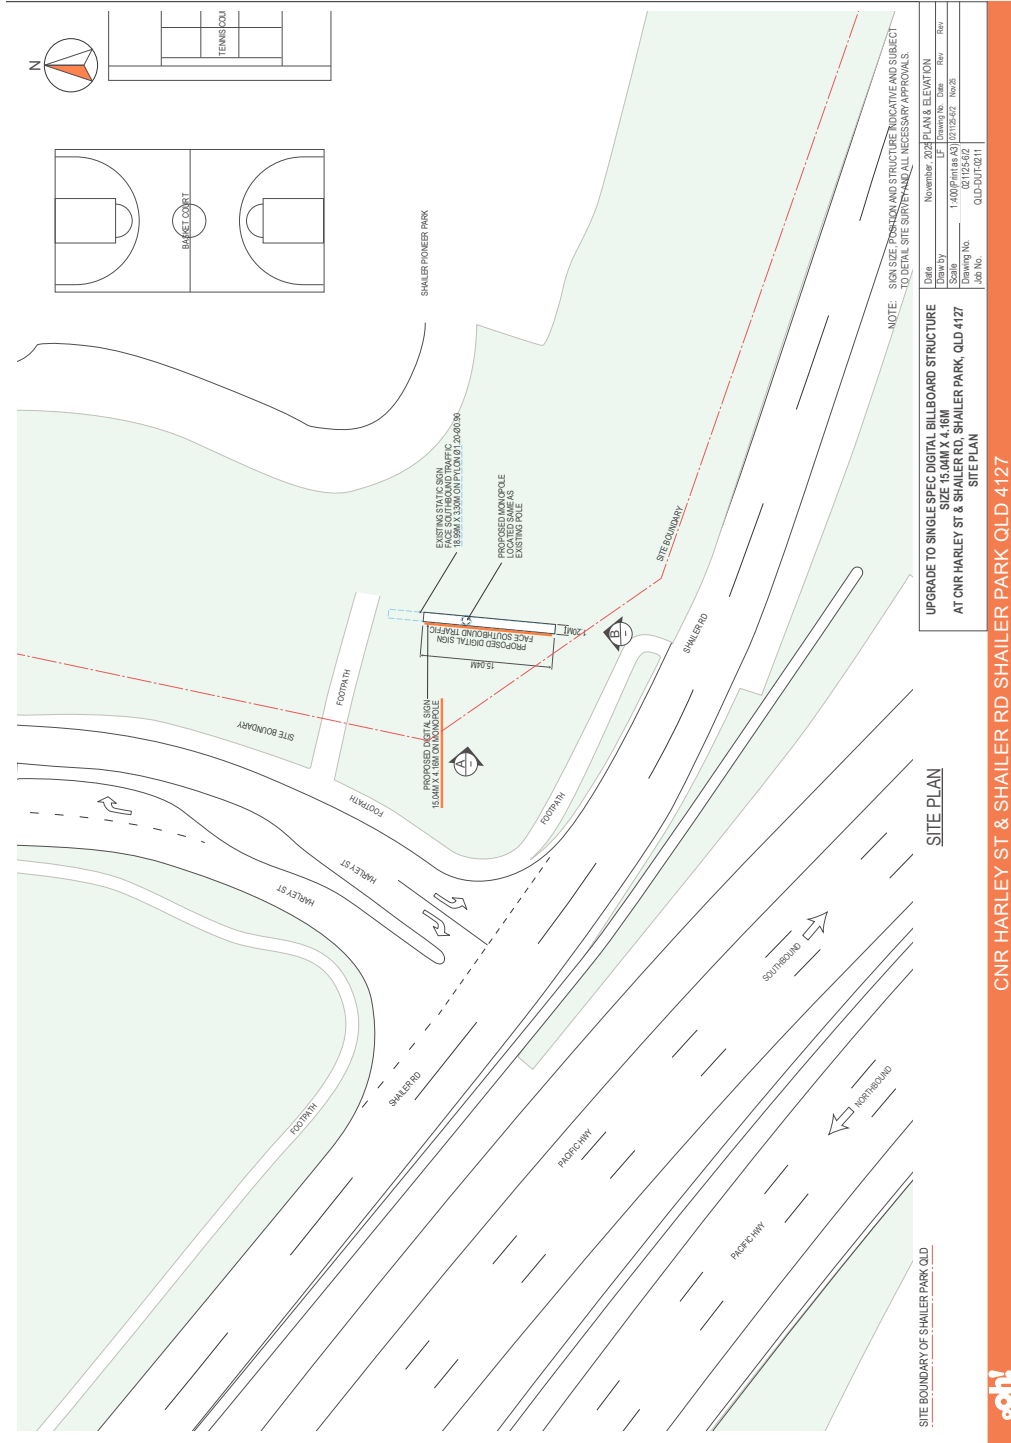 N
TENNIS COU
BASKET COURT
SHAILER PIONEER PARK
EXISTING STATIC SIGN
FACE SOUTHBOUND TRAFFIC
18.99M X 3.30M ON PYLON Ø1.20-Ø0.90
PROPOSED MONOPOLE
LOCATED SAME AS
EXISTING POLE
PROPOSED DIGITAL SIGN
FACE SOUTHBOUND TRAFFIC
1.20M
15.04M
PROPOSED DIGITAL SIGN
15.04M X 4.16M ON MONOPOLE
A
-
B
-
SITE BOUNDARY
SITE BOUNDARY
FOOTPATH
FOOTPATH
FOOTPATH
FOOTPATH
HARLEY ST
HARLEY ST
SHAILER RD
SHAILER RD
PACIFIC HWY
PACIFIC HWY
SOUTHBOUND
NORTHBOUND
NOTE: SIGN SIZE, POSITION AND STRUCTURE INDICATIVE AND SUBJECT
TO DETAIL SITE SURVEY AND ALL NECESSARY APPROVALS.
SITE PLAN
SITE BOUNDARY OF SHAILER PARK QLD
UPGRADE TO SINGLE SPEC DIGITAL BILLBOARD STRUCTURE
SIZE 15.04M X 4.16M
AT CNR HARLEY ST & SHAILER RD, SHAILER PARK, QLD 4127
SITE PLAN
Date November, 2025
Draw by LF
Scale 1:400(Print as A3)
Drawing No. 021125-6/2
Job No. QLD-DUT-0211
PLAN & ELEVATION
Drawing No. Date Rev Rev
021125-6/2 Nov25
CNR HARLEY ST & SHAILER RD SHAILER PARK QLD 4127
oh!